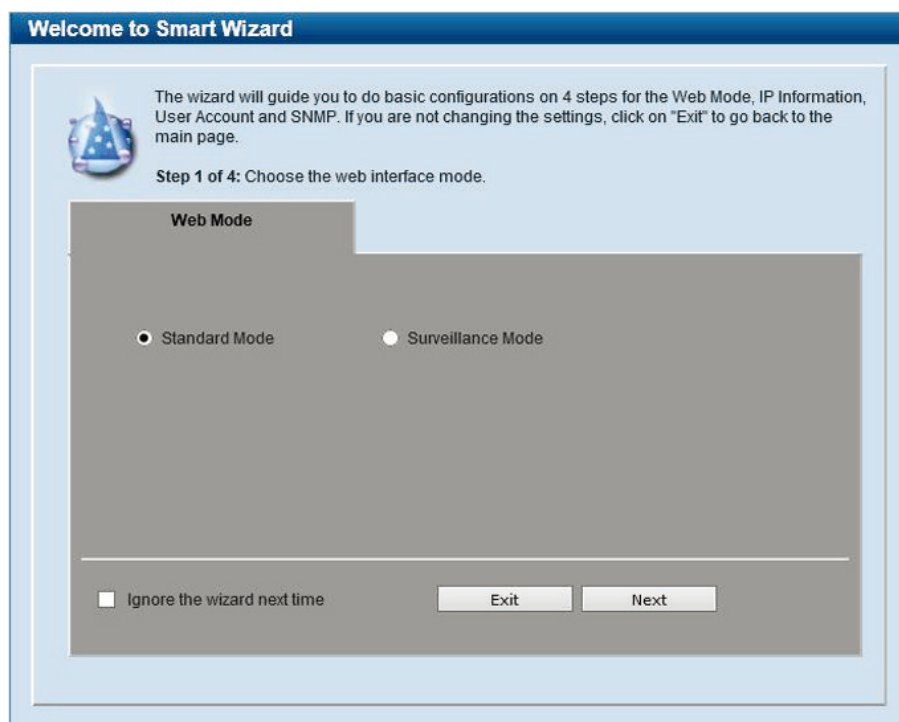 Welcome to Smart Wizard
The wizard will guide you to do basic configurations on 4 steps for the Web Mode, IP Information,
User Account and SNMP. If you are not changing the settings, click on "Exit" to go back to the
main page.
Step 1 of 4: Choose the web interface mode.
Web Mode
Standard Mode
Surveillance Mode
Ignore the wizard next time
Exit
Next